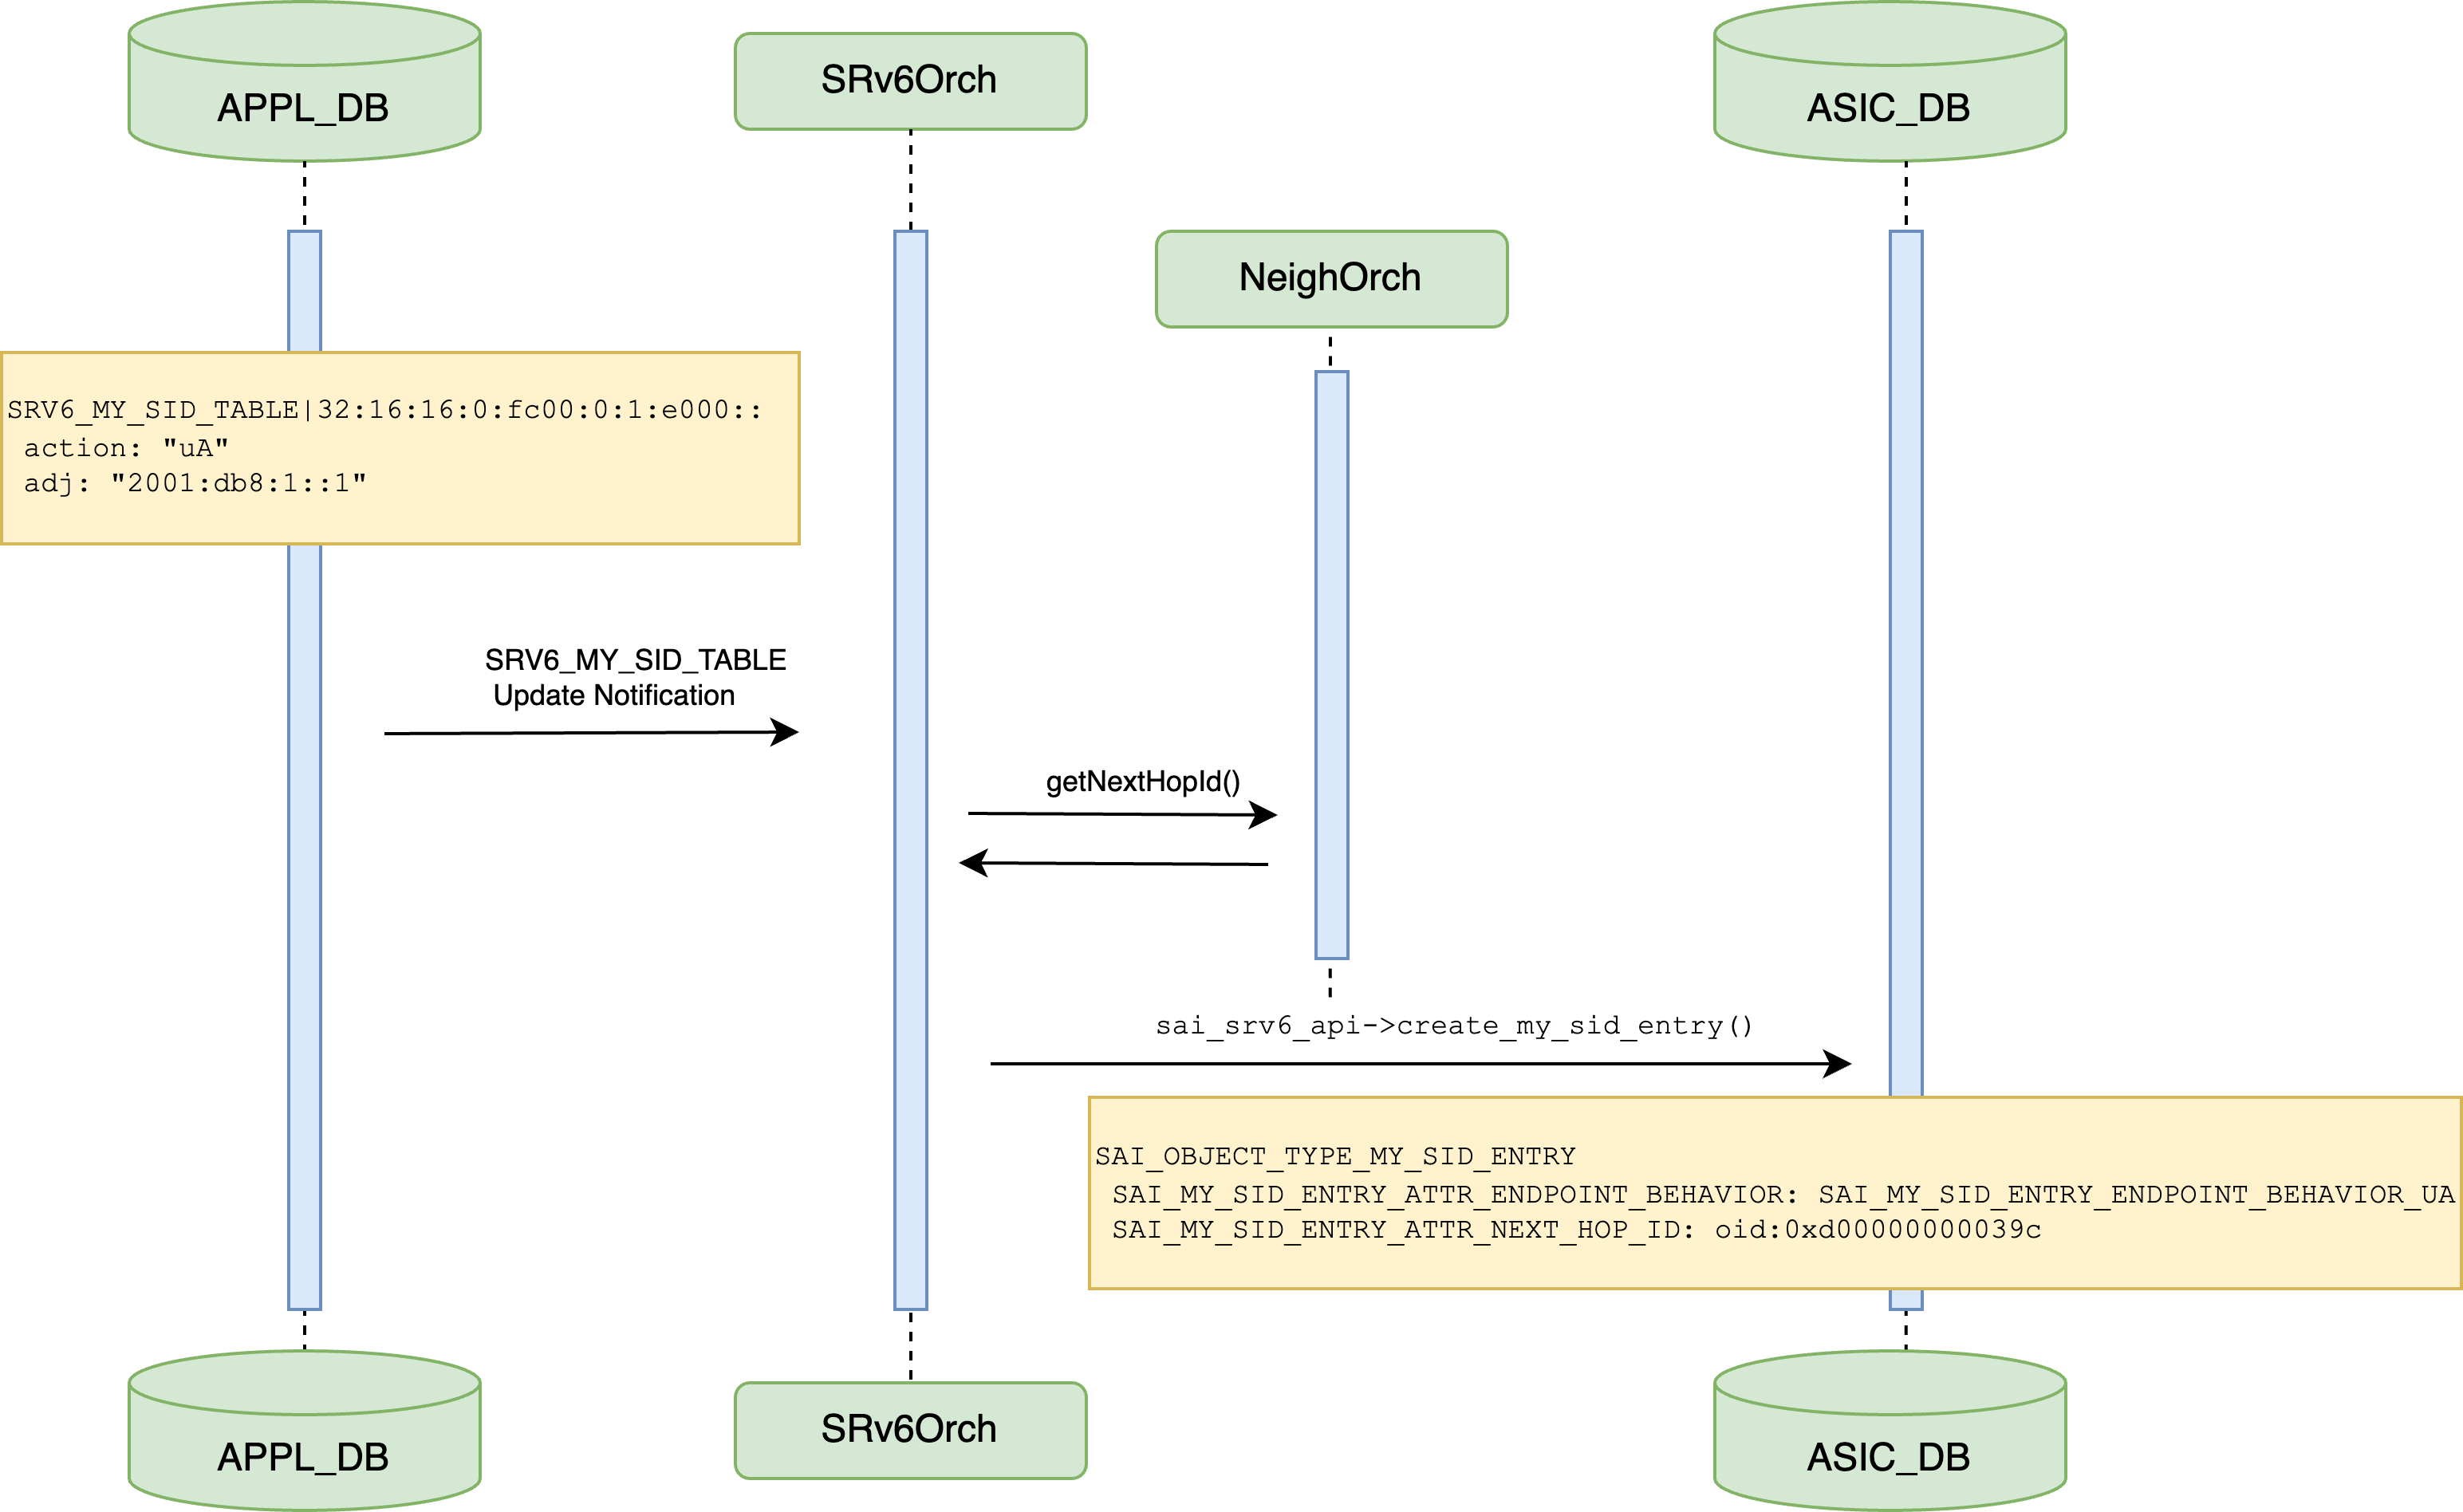 APPL_DB
SRv6Orch
ASIC_DB
NeighOrch
SRV6_MY_SID_TABLE|32:16:16:0:fc00:0:1:e000::
action: "uA"
adj: "2001:db8:1::1"
SRV6_MY_SID_TABLE
Update Notification
getNextHopId()
sai_srv6_api->create_my_sid_entry()
SAI_OBJECT_TYPE_MY_SID_ENTRY
SAI_MY_SID_ENTRY_ATTR_ENDPOINT_BEHAVIOR: SAI_MY_SID_ENTRY_ENDPOINT_BEHAVIOR_UA
SAI_MY_SID_ENTRY_ATTR_NEXT_HOP_ID: oid:0xd00000000039c
APPL_DB
SRv6Orch
ASIC_DB